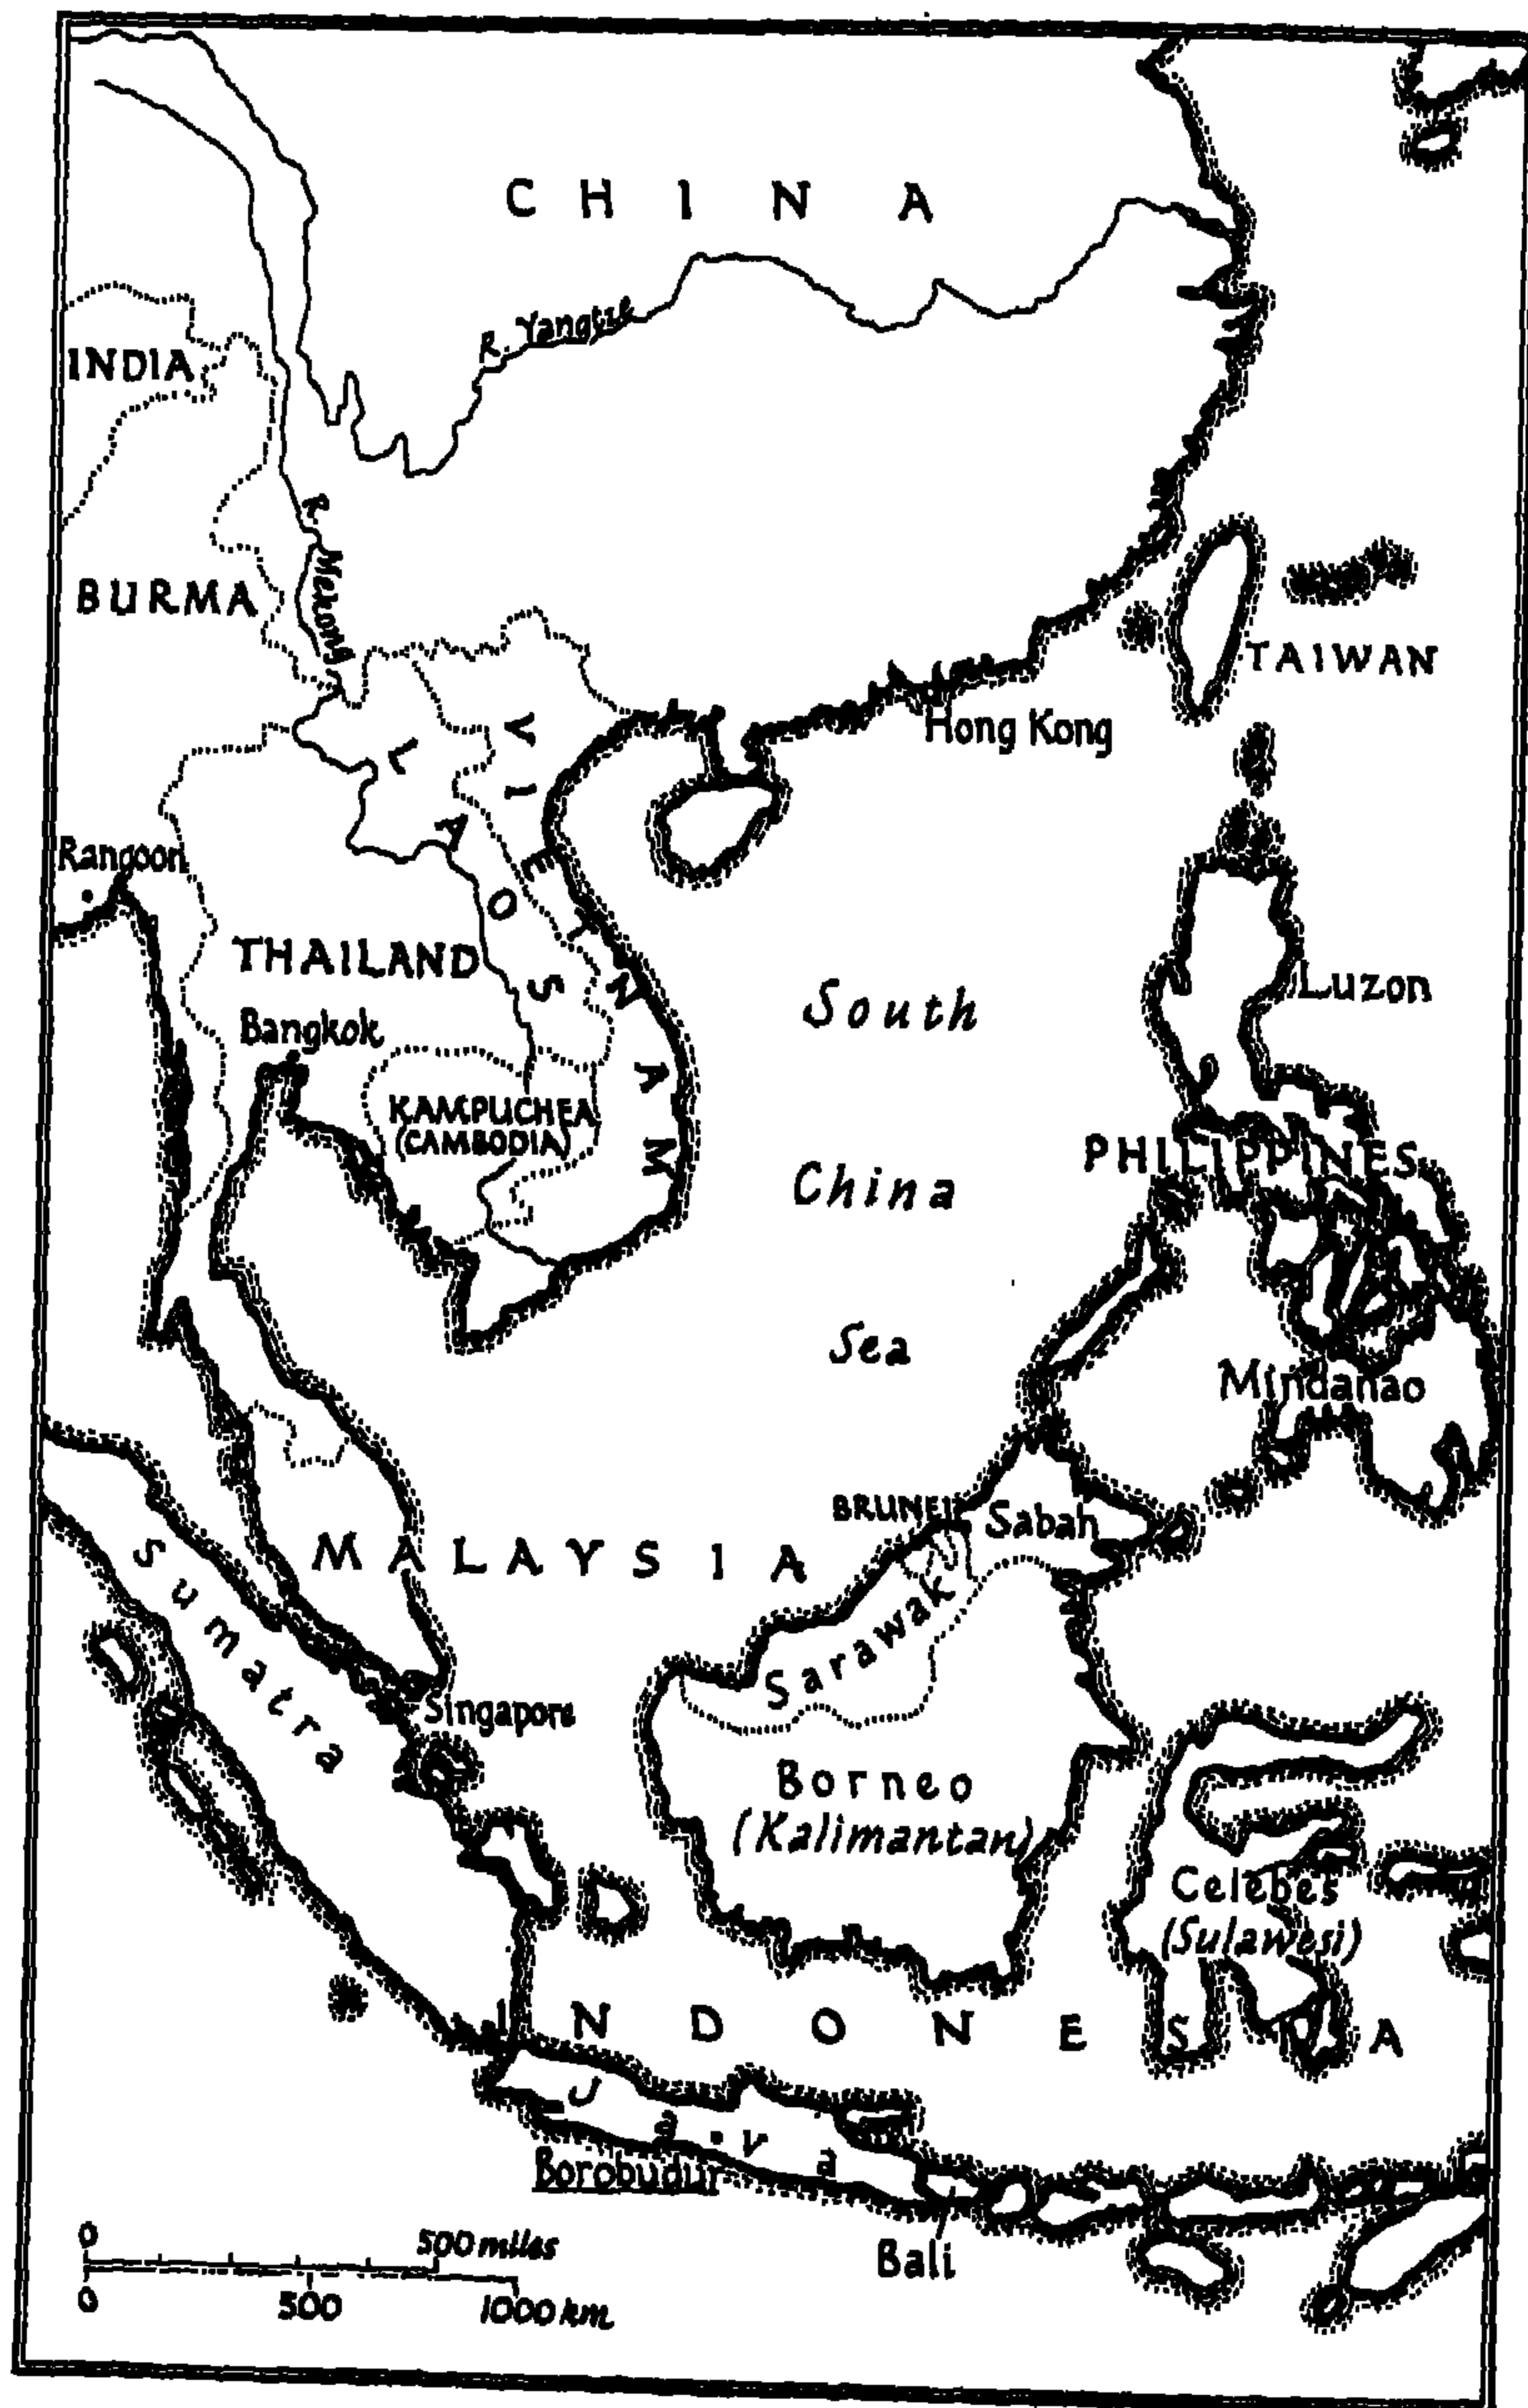 CHINA
R. Yangtze
INDIA
R. Mekong
BURMA
TAIWAN
Hong Kong
LAOS
VIETNAM
Rangoon
THAILAND
Luzon
Bangkok
South
China
Sea
KAMPUCHEA
(CAMBODIA)
PHILIPPINES
Mindanao
BRUNEI
Sabah
MALAYSIA
Sumatra
Sarawak
Singapore
Borneo
(Kalimantan)
Celebes
(Sulawesi)
INDONESIA
Java
Borobudur
Bali
0 500 miles
0 500 1000 km